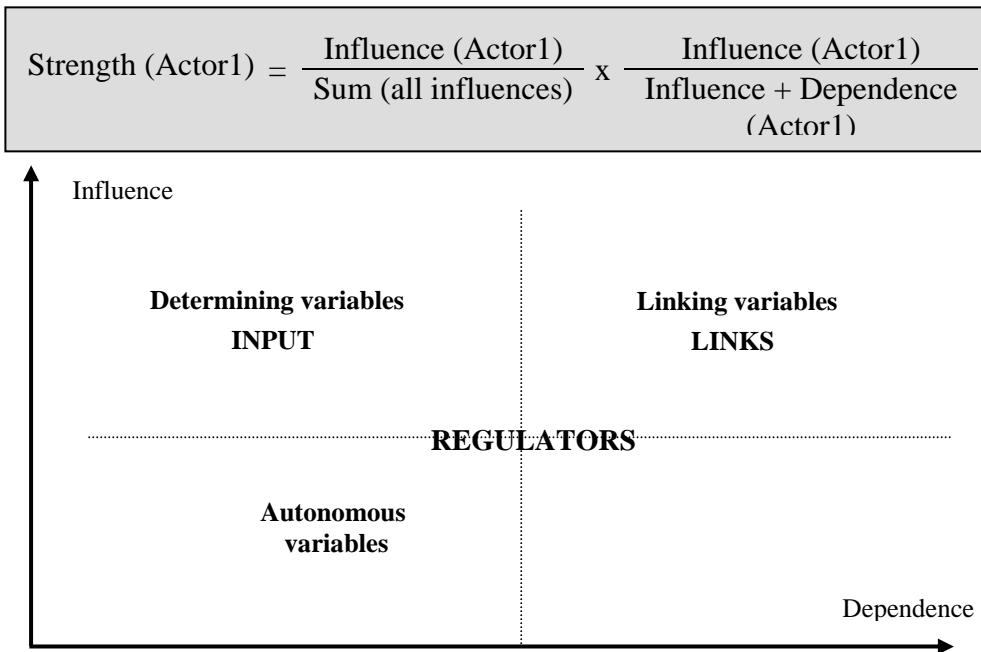 Strength (Actor1) = Influence (Actor1) / Sum (all influences) x Influence (Actor1) / Influence + Dependence (Actor1)
Influence
Determining variables
INPUT
Linking variables
LINKS
REGULATORS
Autonomous
variables
Dependence